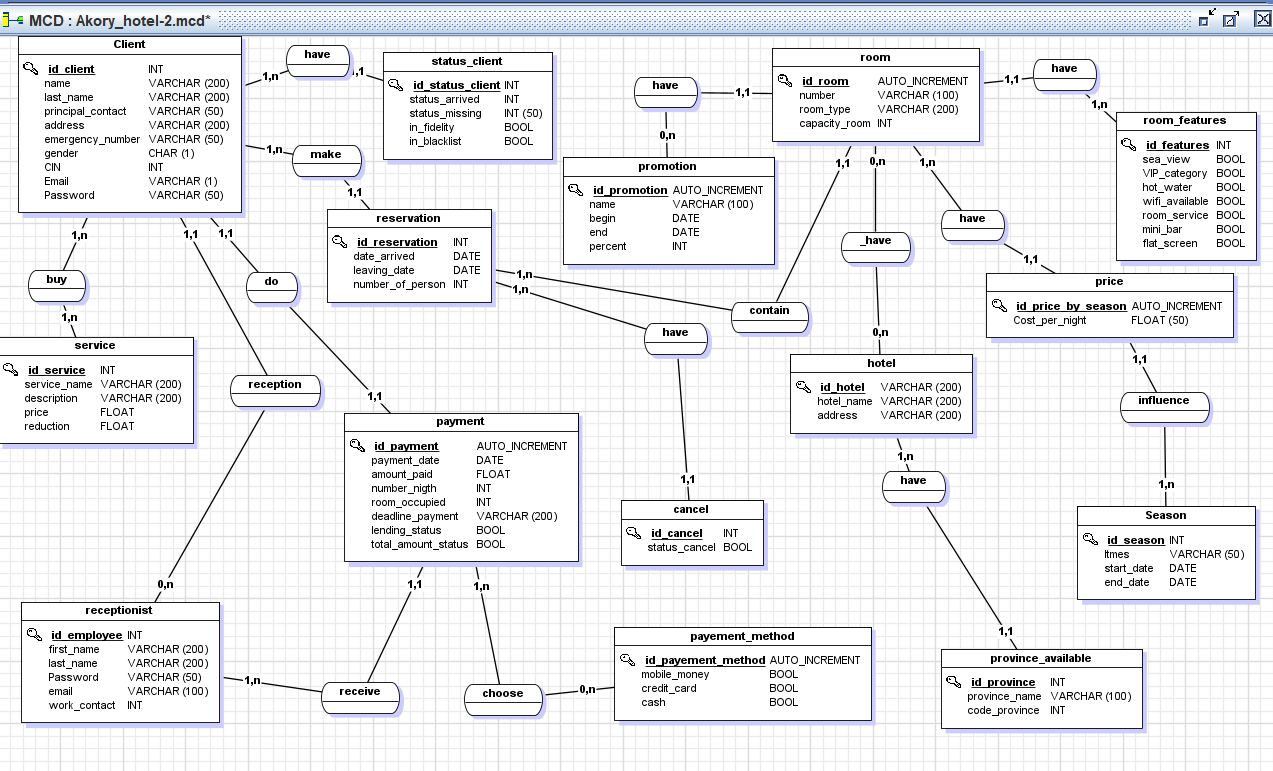 MCD : Akory_hotel-2.mcd*
Client
id_client INT
name VARCHAR (200)
last_name VARCHAR (200)
principal_contact VARCHAR (50)
address VARCHAR (200)
emergency_number VARCHAR (50)
gender CHAR (1)
CIN INT
Email VARCHAR (1)
Password VARCHAR (50)
have
1,n
1,1
status_client
id_status_client INT
status_arrived INT
status_missing INT (50)
in_fidelity BOOL
in_blacklist BOOL
1,n
make
1,1
reservation
id_reservation INT
date_arrived DATE
leaving_date DATE
number_of_person INT
have
1,1
0,n
promotion
id_promotion AUTO_INCREMENT
name VARCHAR (100)
begin DATE
end DATE
percent INT
room
id_room AUTO_INCREMENT
number VARCHAR (100)
room_type VARCHAR (200)
capacity_room INT
1,1
have
1,n
room_features
id_features INT
sea_view BOOL
VIP_category BOOL
hot_water BOOL
wifi_available BOOL
room_service BOOL
mini_bar BOOL
flat_screen BOOL
1,1
0,n
1,n
_have
have
1,1
price
id_price_by_season AUTO_INCREMENT
Cost_per_night FLOAT (50)
1,n
1,1
1,1
buy
do
1,n
1,n
contain
have
1,n
service
id_service INT
service_name VARCHAR (200)
description VARCHAR (200)
price FLOAT
reduction FLOAT
reception
1,1
0,n
hotel
id_hotel VARCHAR (200)
hotel_name VARCHAR (200)
address VARCHAR (200)
1,1
influence
1,n
payment
id_payment AUTO_INCREMENT
payment_date DATE
amount_paid FLOAT
number_nigth INT
room_occupied INT
deadline_payment VARCHAR (200)
lending_status BOOL
total_amount_status BOOL
1,1
cancel
id_cancel INT
status_cancel BOOL
1,n
have
1,1
Season
id_season INT
ltmes VARCHAR (50)
start_date DATE
end_date DATE
0,n
receptionist
id_employee INT
first_name VARCHAR (200)
last_name VARCHAR (200)
Password VARCHAR (50)
email VARCHAR (100)
work_contact INT
1,1
1,n
1,n
receive
choose
0,n
payement_method
id_payement_method AUTO_INCREMENT
mobile_money BOOL
credit_card BOOL
cash BOOL
province_available
id_province INT
province_name VARCHAR (100)
code_province INT